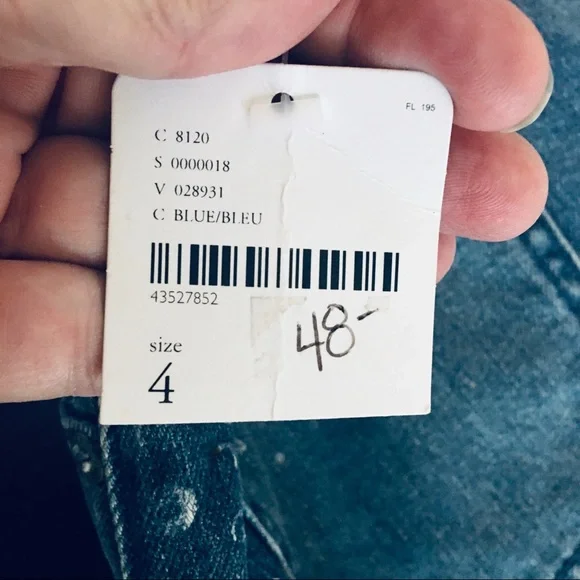 FL 195
C 8120
S 0000018
V 028931
C BLUE/BLEU
43527852
48-
size
4